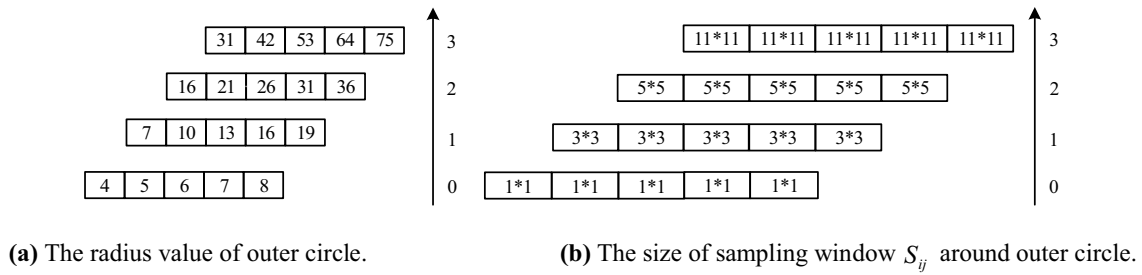 31 42 53 64 75 3 11*11 11*11 11*11 11*11 11*11 3
16 21 26 31 36 2 5*5 5*5 5*5 5*5 5*5 2
7 10 13 16 19 1 3*3 3*3 3*3 3*3 3*3 1
4 5 6 7 8 0 1*1 1*1 1*1 1*1 1*1 0
(a) The radius value of outer circle. (b) The size of sampling window S_{ij} around outer circle.